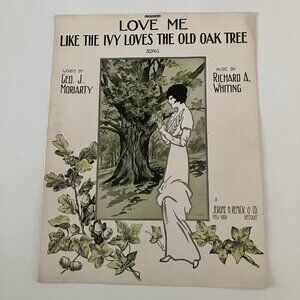 LOVE ME
LIKE THE IVY LOVES THE OLD OAK TREE
SONG
WORDS BY
GEO. J.
MORIARTY
MUSIC BY
RICHARD A.
WHITING
5
JEROME H. REMICK & CO.
NEW YORK DETROIT